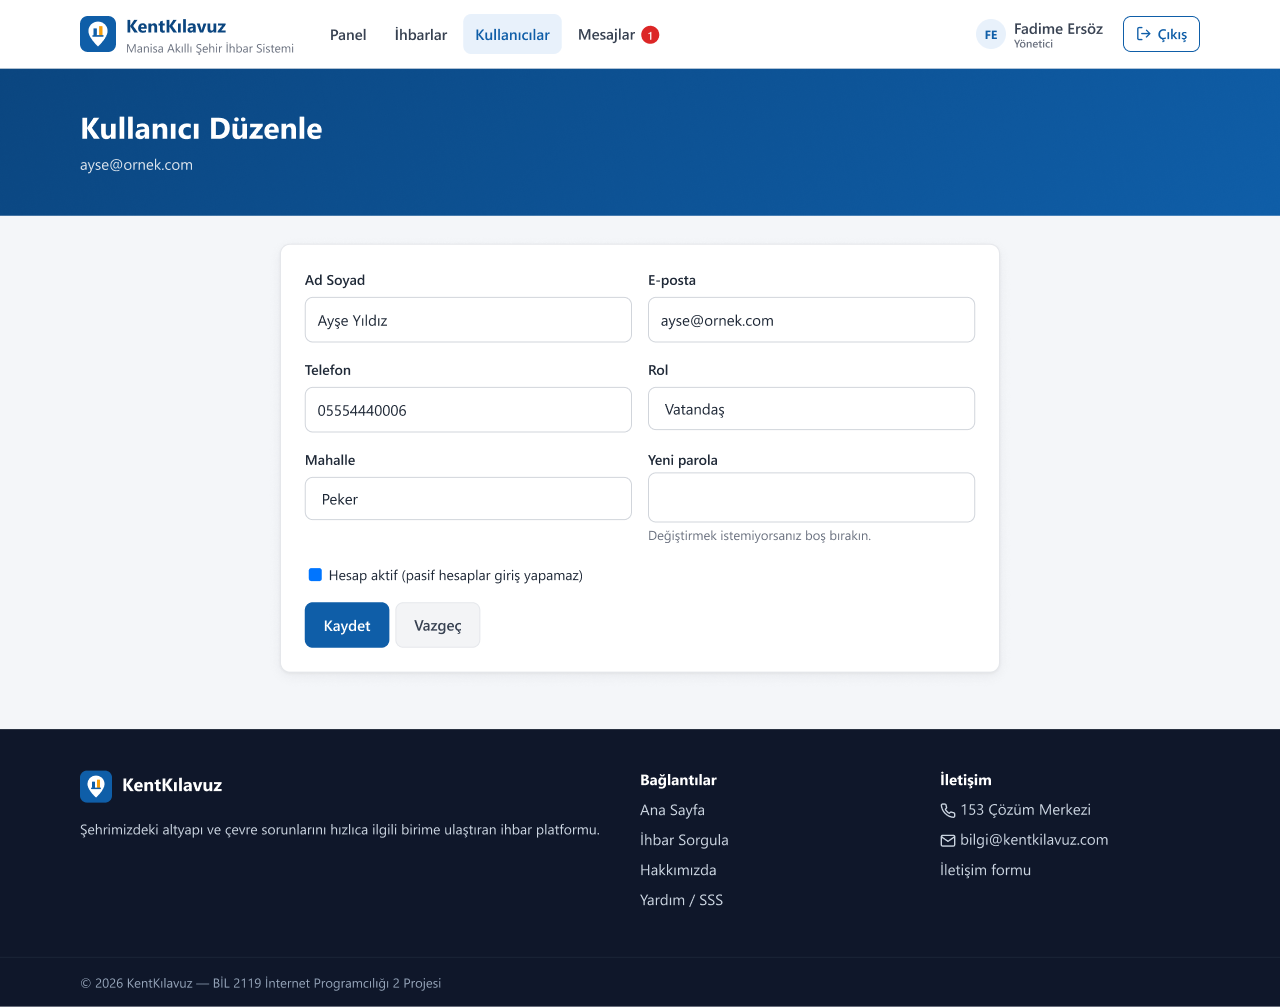 KentKılavuz
Manisa Akıllı Şehir İhbar Sistemi
Panel
İhbarlar
Kullanıcılar
Mesajlar 1
FE
Fadime Ersöz
Yönetici
Çıkış
Kullanıcı Düzenle
ayse@ornek.com
Ad Soyad
Ayşe Yıldız
E-posta
ayse@ornek.com
Telefon
05554440006
Rol
Vatandaş
Mahalle
Peker
Yeni parola
Değiştirmek istemiyorsanız boş bırakın.
Hesap aktif (pasif hesaplar giriş yapamaz)
Kaydet
Vazgeç
KentKılavuz
Şehrimizdeki altyapı ve çevre sorunlarını hızlıca ilgili birime ulaştıran ihbar platformu.
Bağlantılar
Ana Sayfa
İhbar Sorgula
Hakkımızda
Yardım / SSS
İletişim
153 Çözüm Merkezi
bilgi@kentkilavuz.com
İletişim formu
© 2026 KentKılavuz — BİL 2119 İnternet Programcılığı 2 Projesi